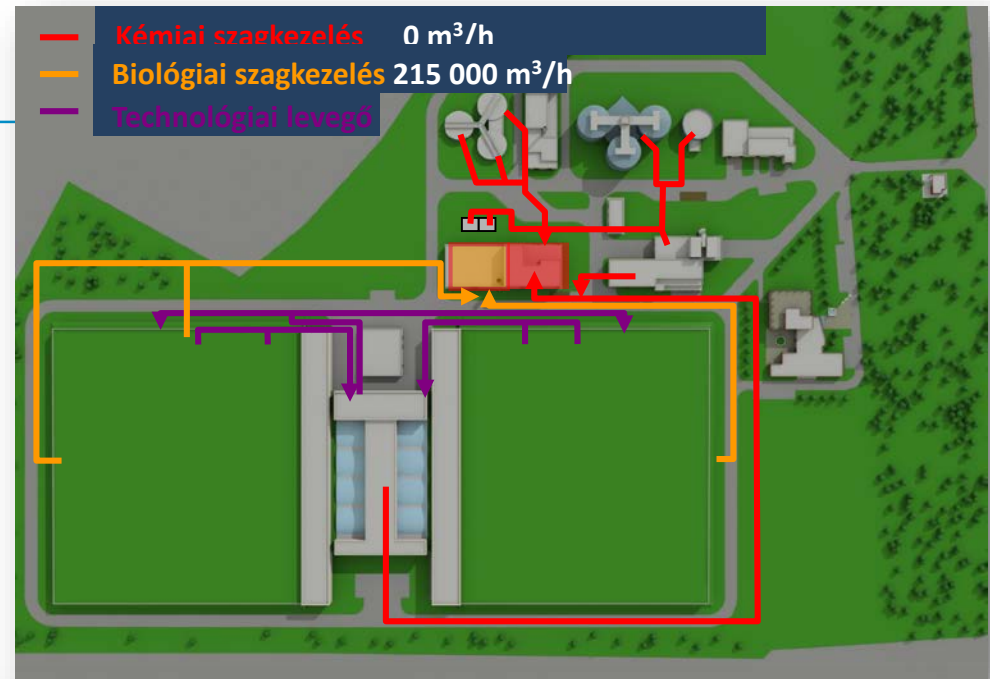 Kémiai szagkezelés 0 m³/h
Biológiai szagkezelés 215 000 m³/h
Technológiai levegő